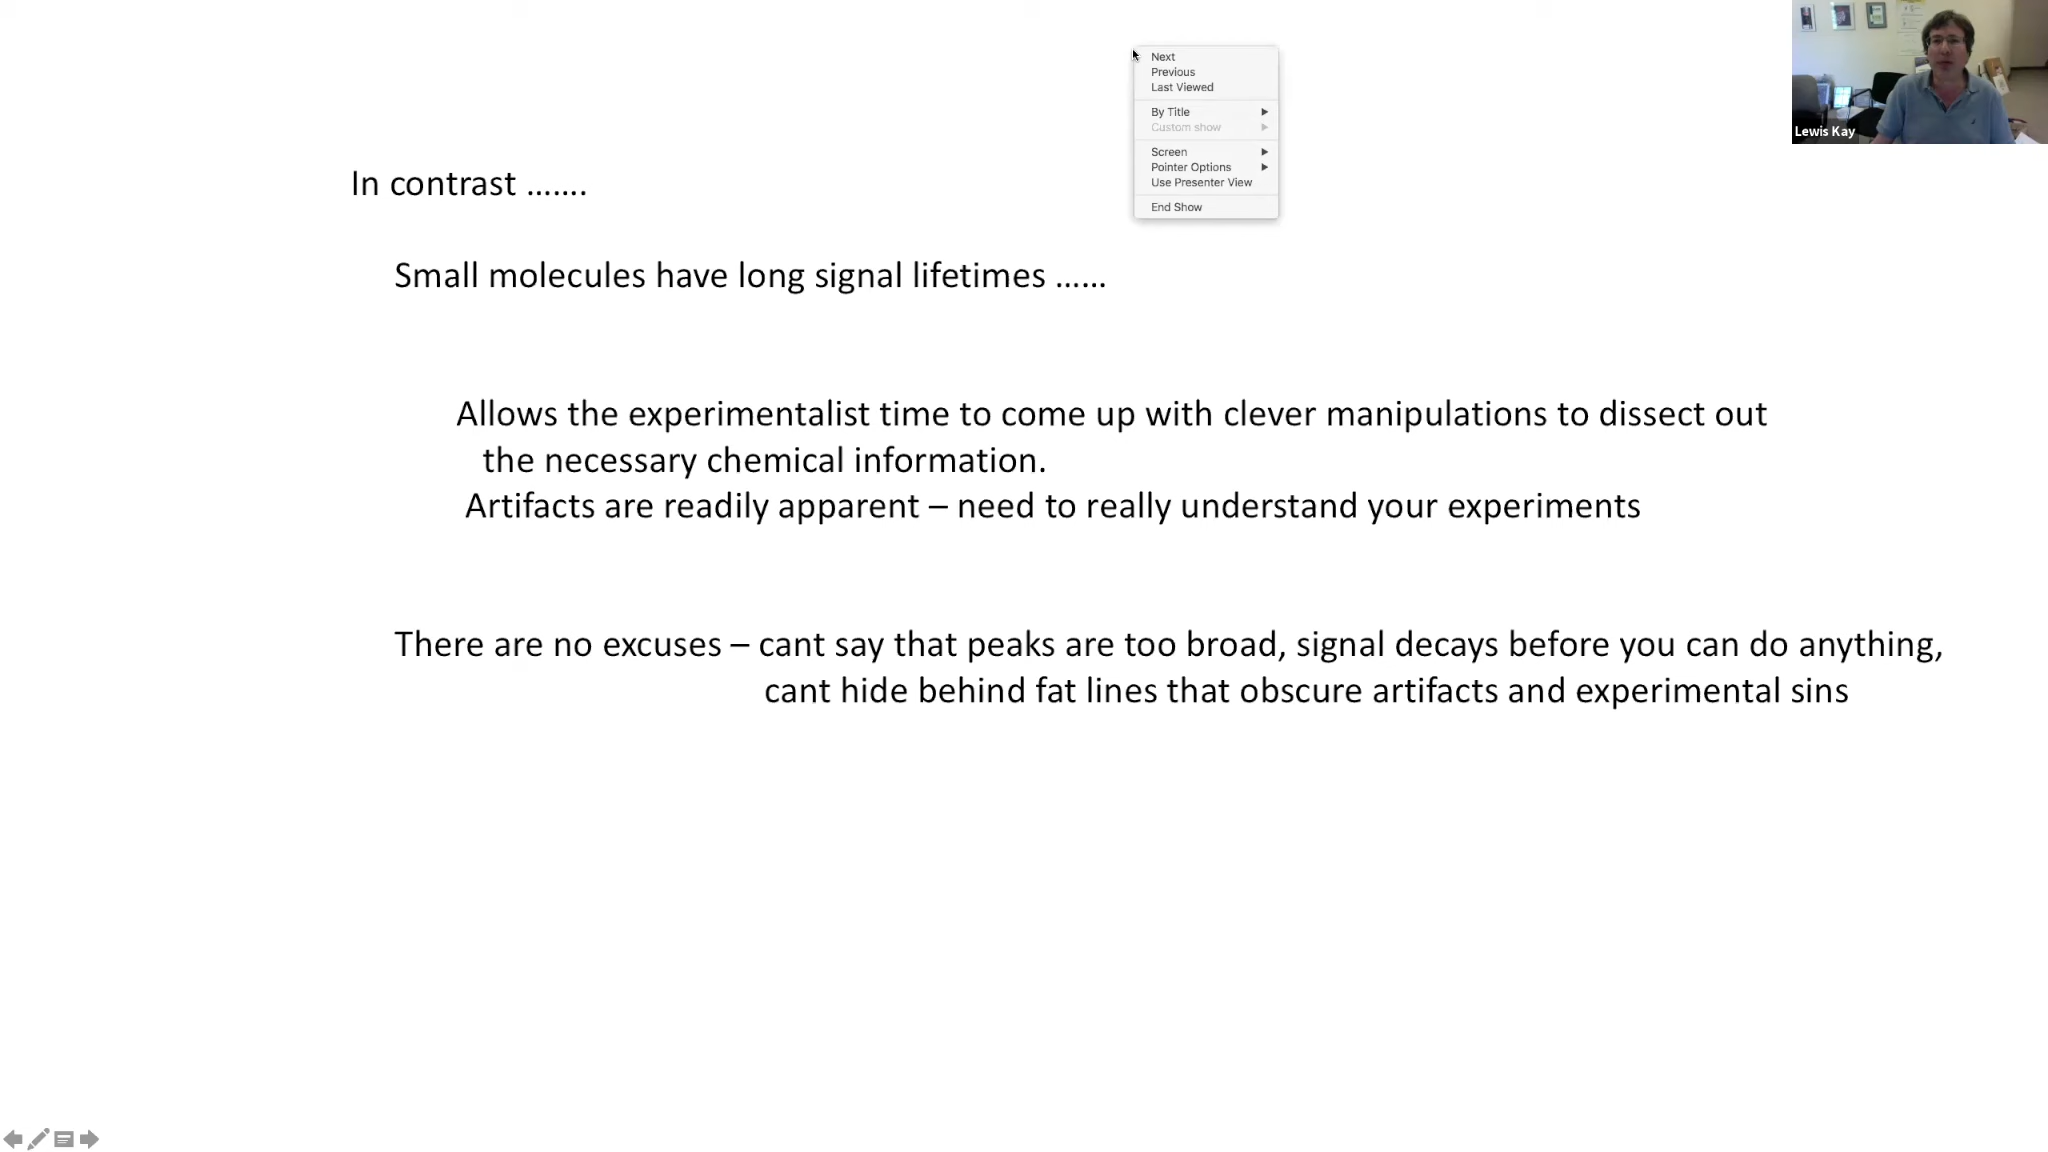 Next
Previous
Last Viewed
By Title
Custom show
Screen
Pointer Options
Use Presenter View
End Show
Lewis Kay
In contrast .......
Small molecules have long signal lifetimes ......
Allows the experimentalist time to come up with clever manipulations to dissect out
the necessary chemical information.
Artifacts are readily apparent – need to really understand your experiments
There are no excuses – cant say that peaks are too broad, signal decays before you can do anything,
cant hide behind fat lines that obscure artifacts and experimental sins